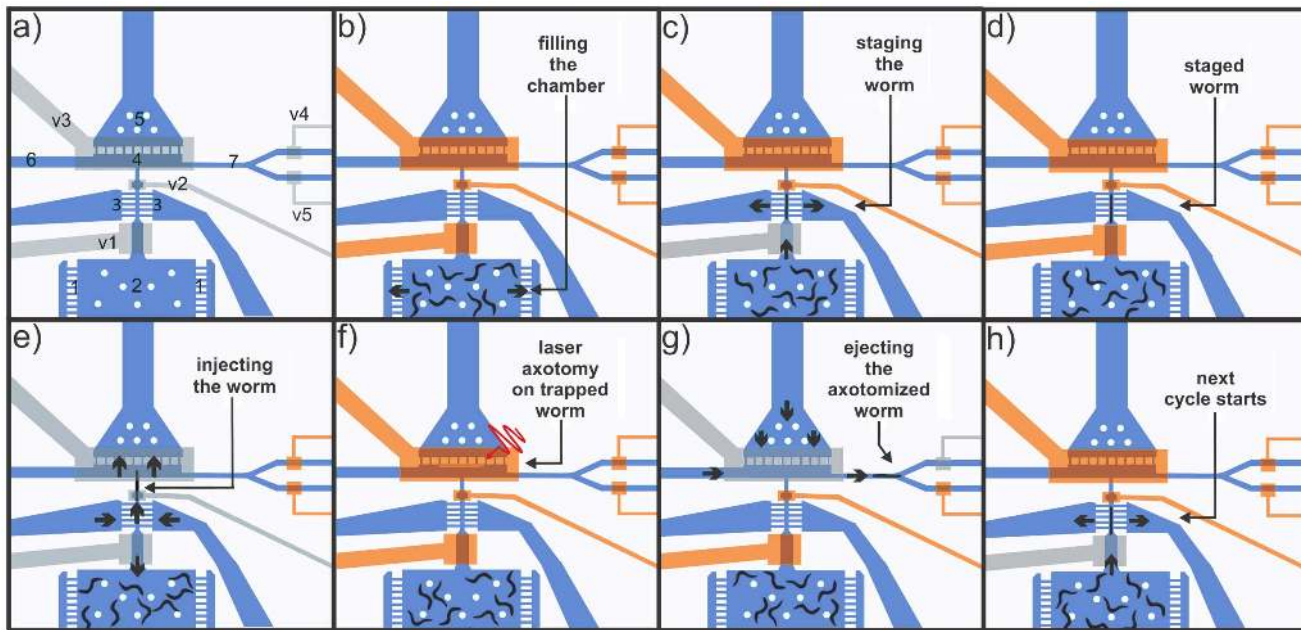 a)
v3
5
v4
6
4
7
v2
3
3
v5
v1
1
2
1
b)
filling
the
chamber
c)
staging
the
worm
d)
staged
worm
e)
injecting
the worm
f)
laser
axotomy
on trapped
worm
g)
ejecting
the
axotomized
worm
h)
next
cycle starts